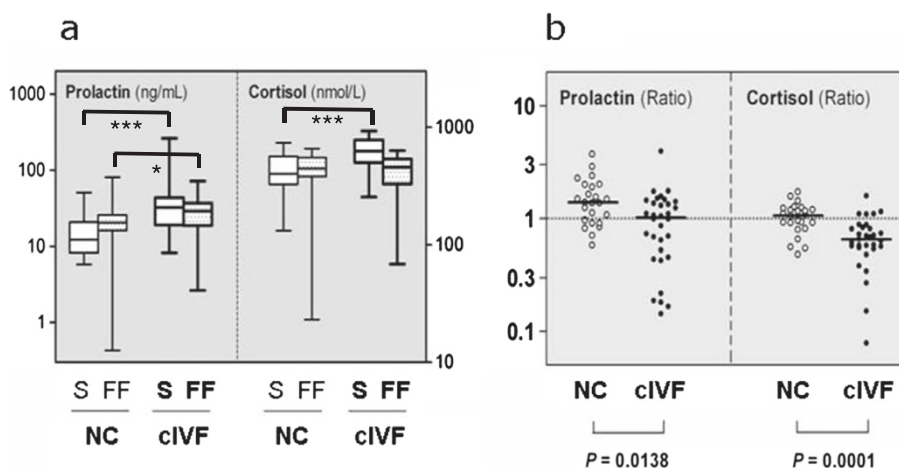 a
Prolactin (ng/mL)
Cortisol (nmol/L)
1000
100
10
1
1000
100
10
***
*
***
S FF S FF S FF S FF
NC cIVF NC cIVF
b
Prolactin (Ratio)
Cortisol (Ratio)
10
3
1
0.3
0.1
NC cIVF NC cIVF
P = 0.0138 P = 0.0001